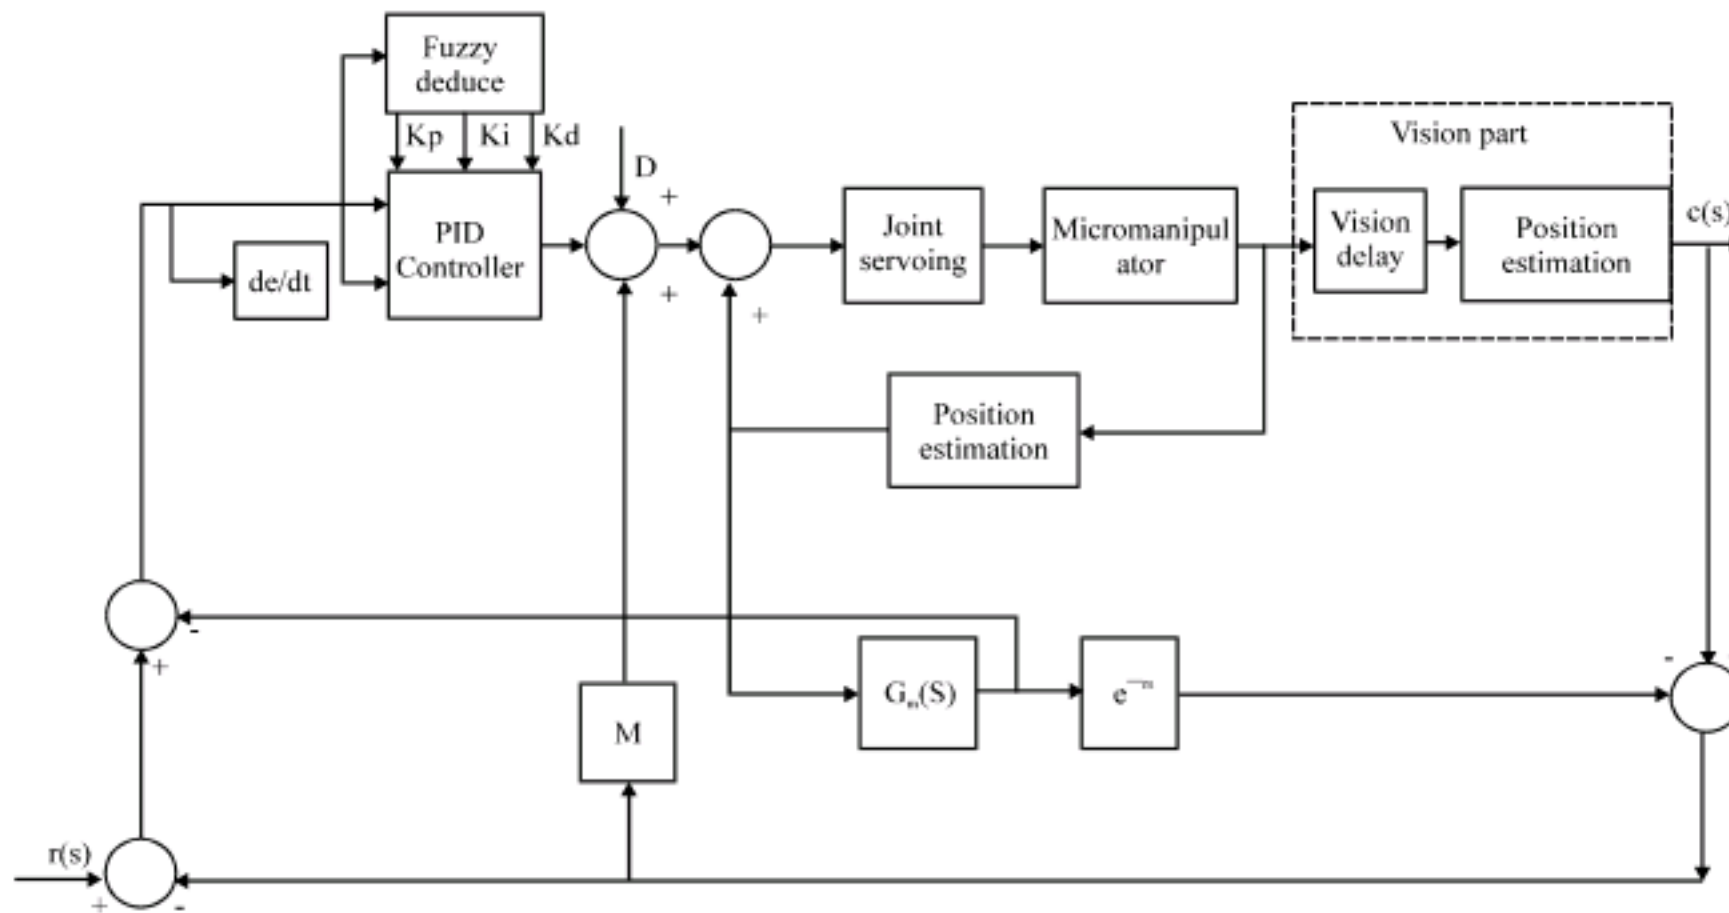 Fuzzy
deduce
Kp Ki Kd
D
+
PID
Controller
de/dt
+
+
Joint
servoing
Micromanipul
ator
Vision part
Vision
delay
Position
estimation
c(s)
Position
estimation
-
+
Gₘ(S)
-
M
r(s)
+
-